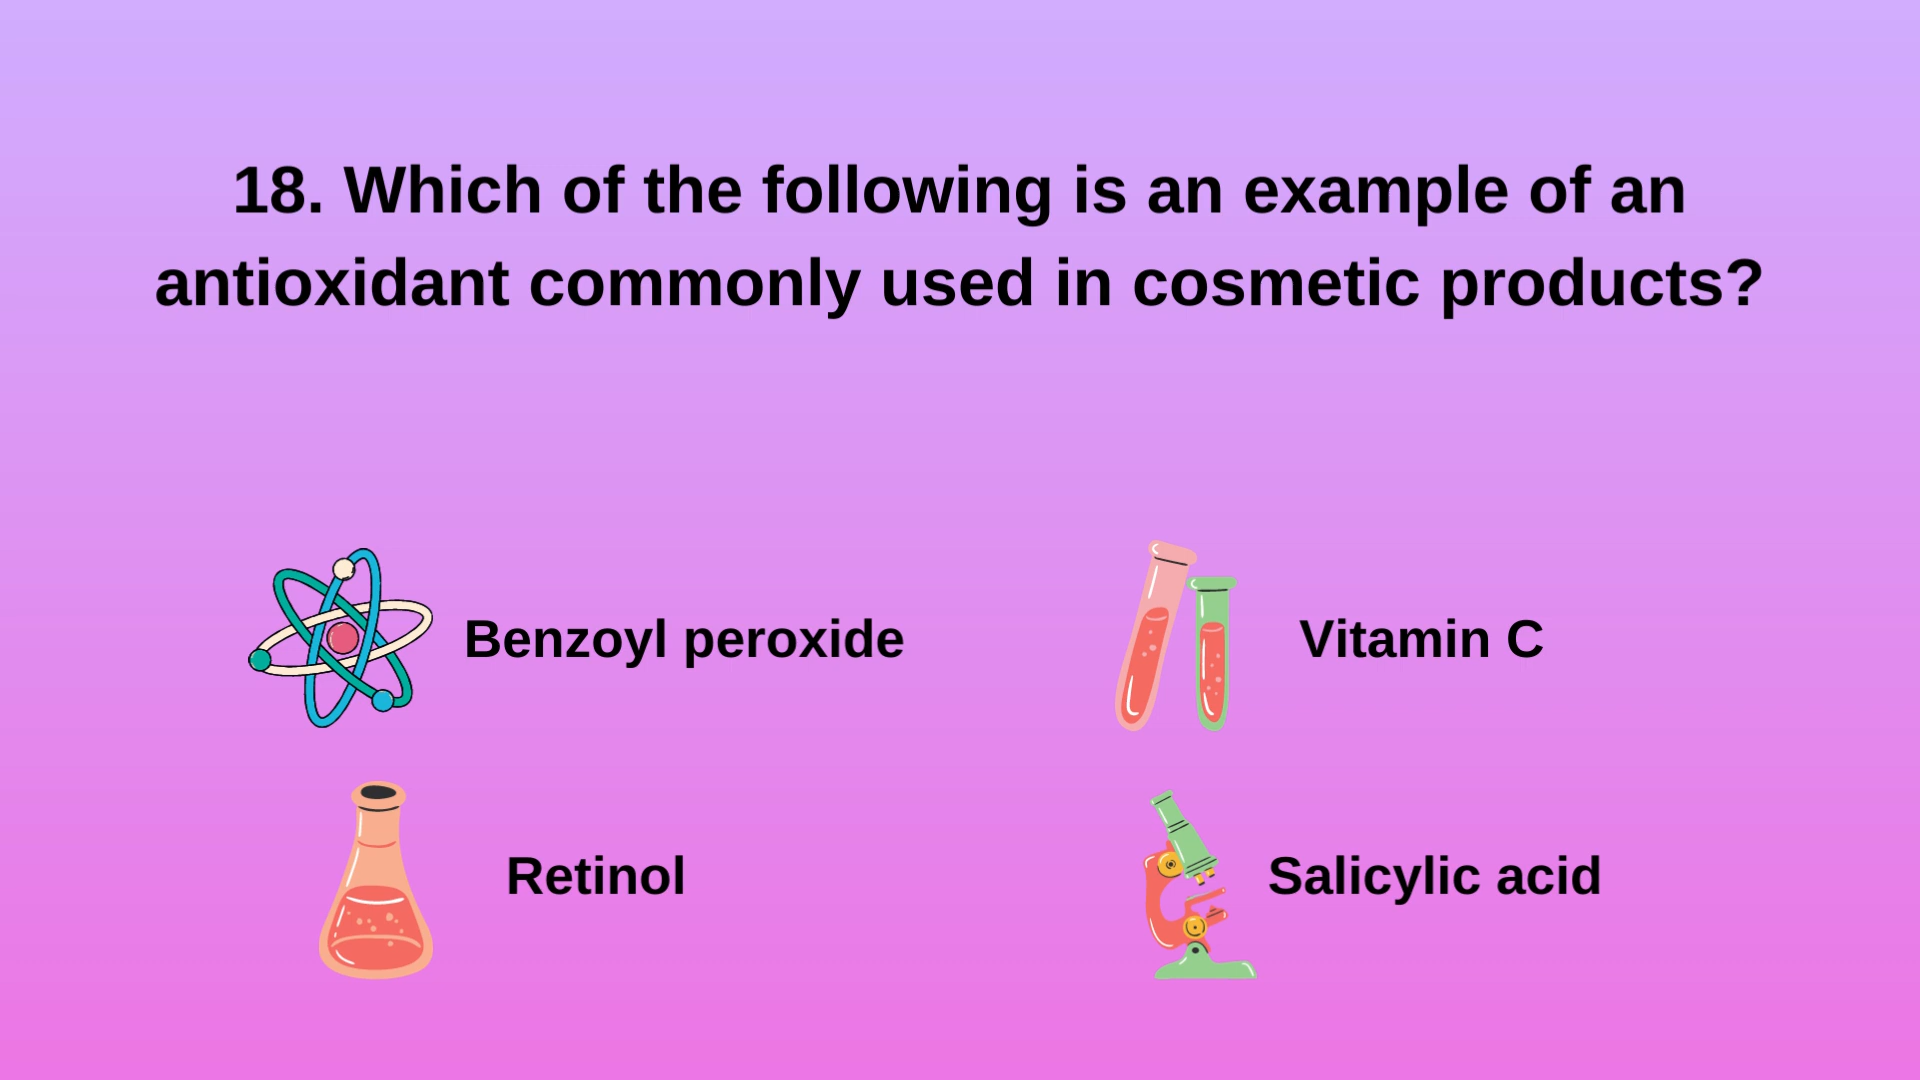 18. Which of the following is an example of an
antioxidant commonly used in cosmetic products?
Benzoyl peroxide
Vitamin C
Retinol
Salicylic acid